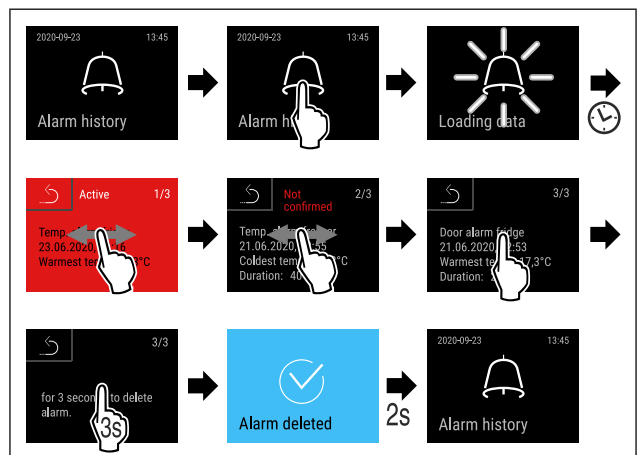 2020-09-23 13:45
Alarm history
2020-09-23 13:45
Alarm
Loading data
Active 1/3
Temp.
23.06.2020,
Warmest °C
Not 2/3
confirmed
Temp.
21.06.2020, 55
Coldest tem °C
Duration: 40
3/3
Door alarm fridge
21.06.2020, :53
Warmest te 17,3°C
Duration:
3/3
for 3 secon to delete
alarm.
3s
Alarm deleted
2s
2020-09-23 13:45
Alarm history